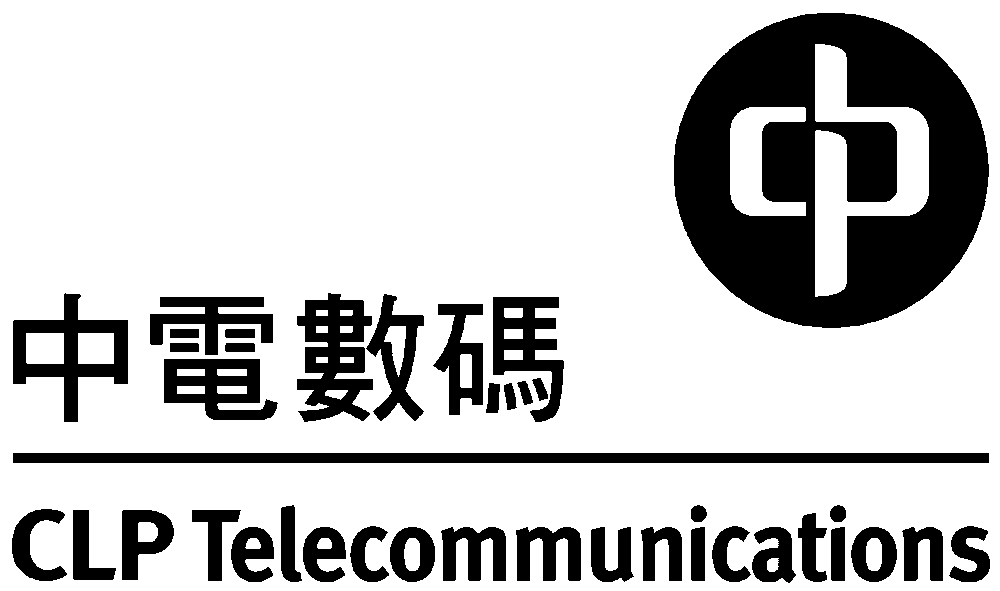 中電數碼
CLP Telecommunications